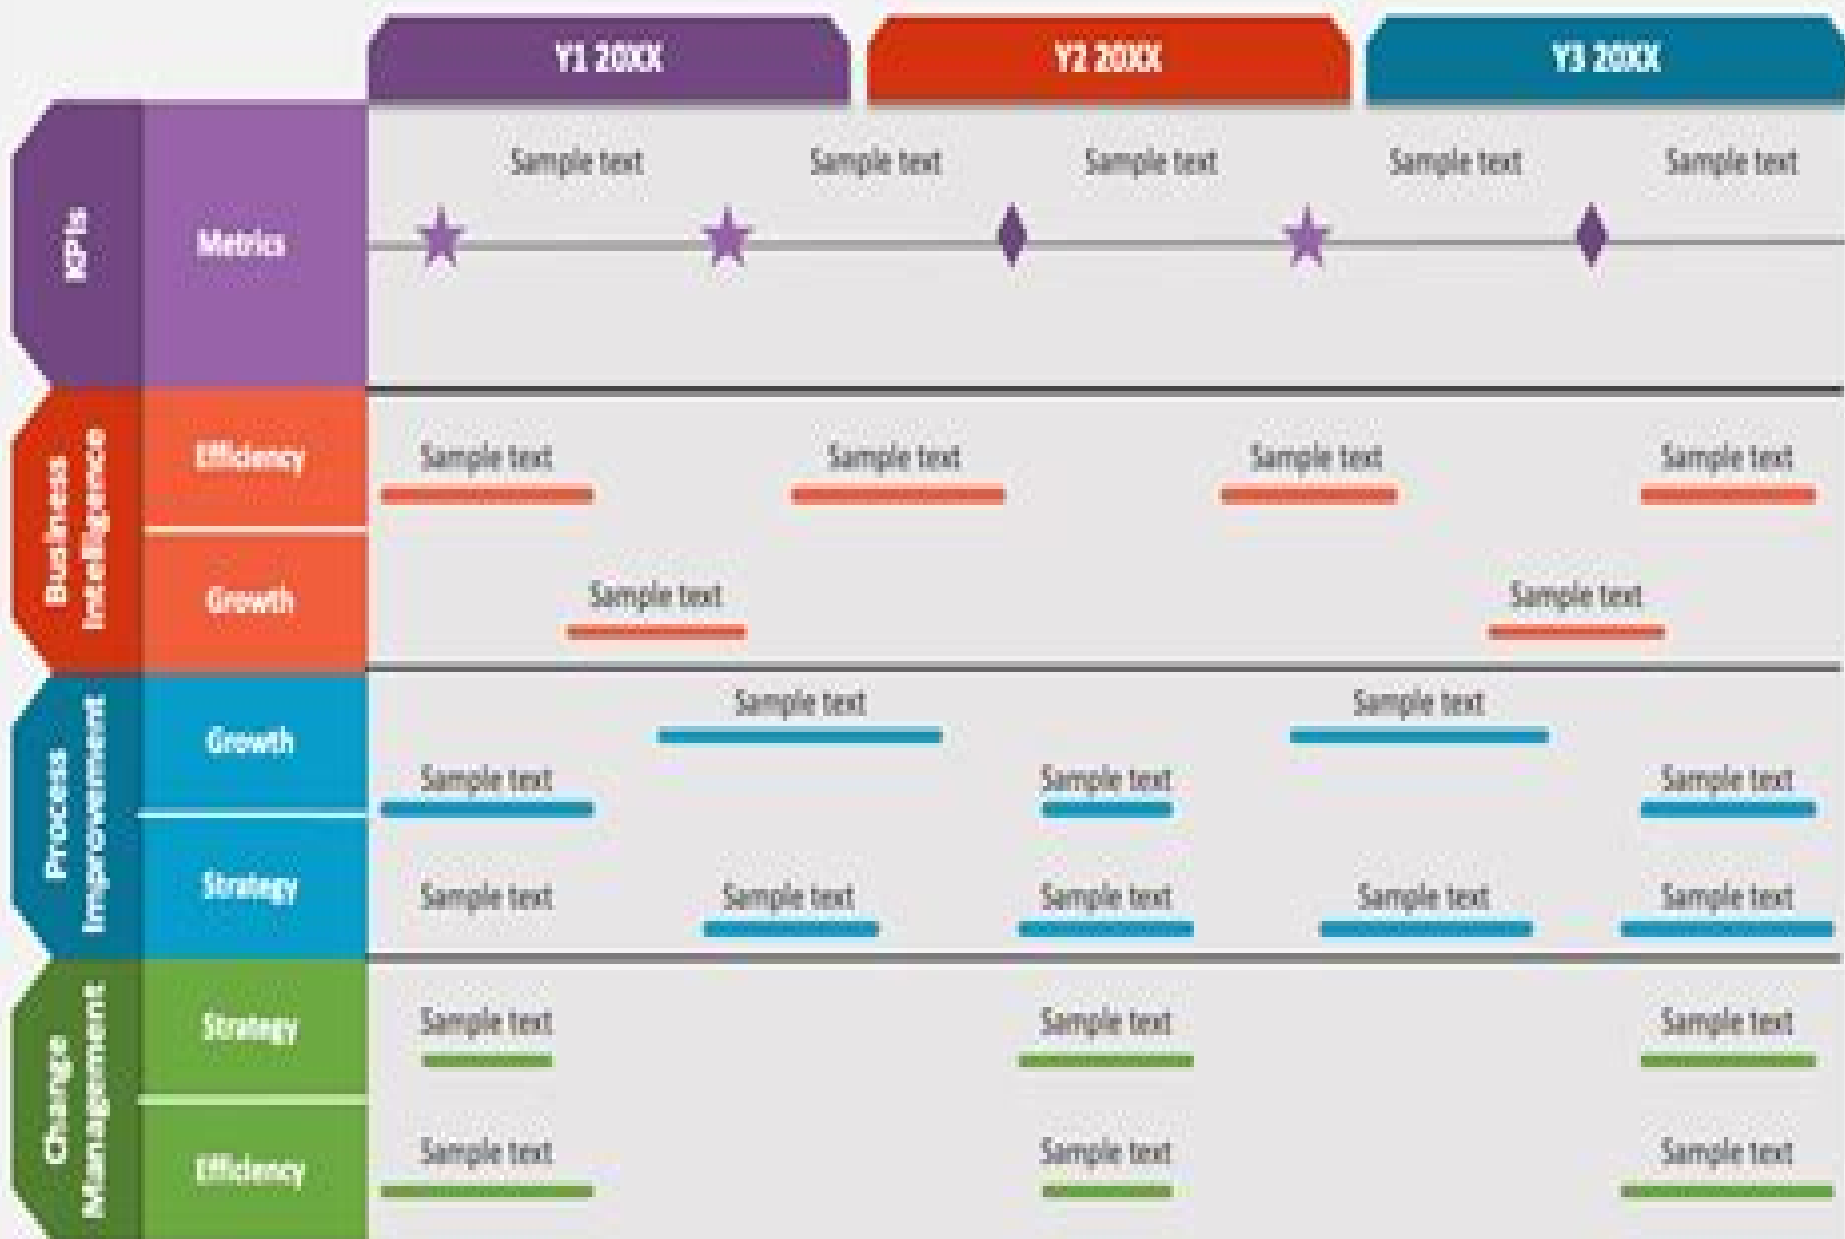 Y1 20XX Y2 20XX Y3 20XX
KPIs
Metrics
Sample text Sample text Sample text Sample text Sample text
Business
Intelligence
Efficiency
Sample text Sample text Sample text Sample text
Growth
Sample text Sample text
Process
Improvement
Growth
Sample text Sample text
Sample text Sample text Sample text
Strategy
Sample text Sample text Sample text Sample text Sample text
Change
Management
Strategy
Sample text Sample text Sample text
Efficiency
Sample text Sample text Sample text